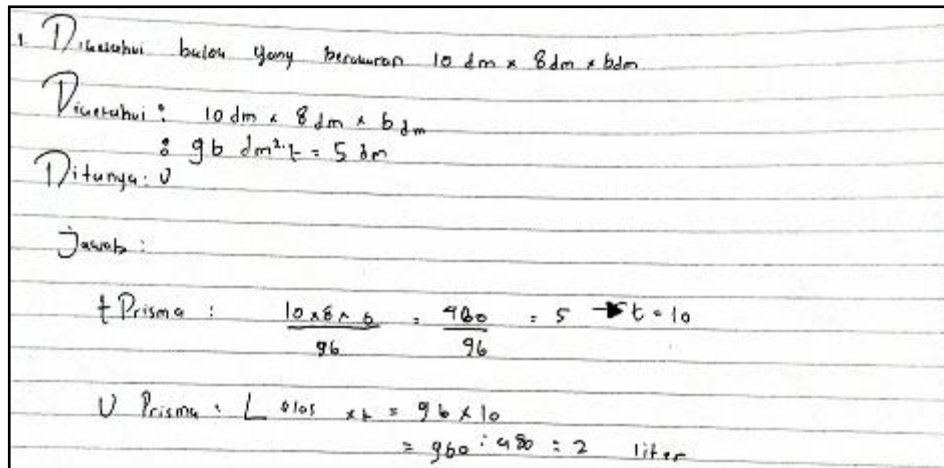 1. Diketahui balok yang berukuran 10 dm x 8 dm x 6 dm
Diketahui : 10 dm x 8 dm x 6 dm
: 96 dm². t = 5 dm
Ditanya : V
Jawab :
t Prisma : 10 x 8 x 6 / 96 = 480 / 96 = 5 → t = 10
V Prisma : L alas x t = 96 x 10
= 960 : 480 = 2 liter